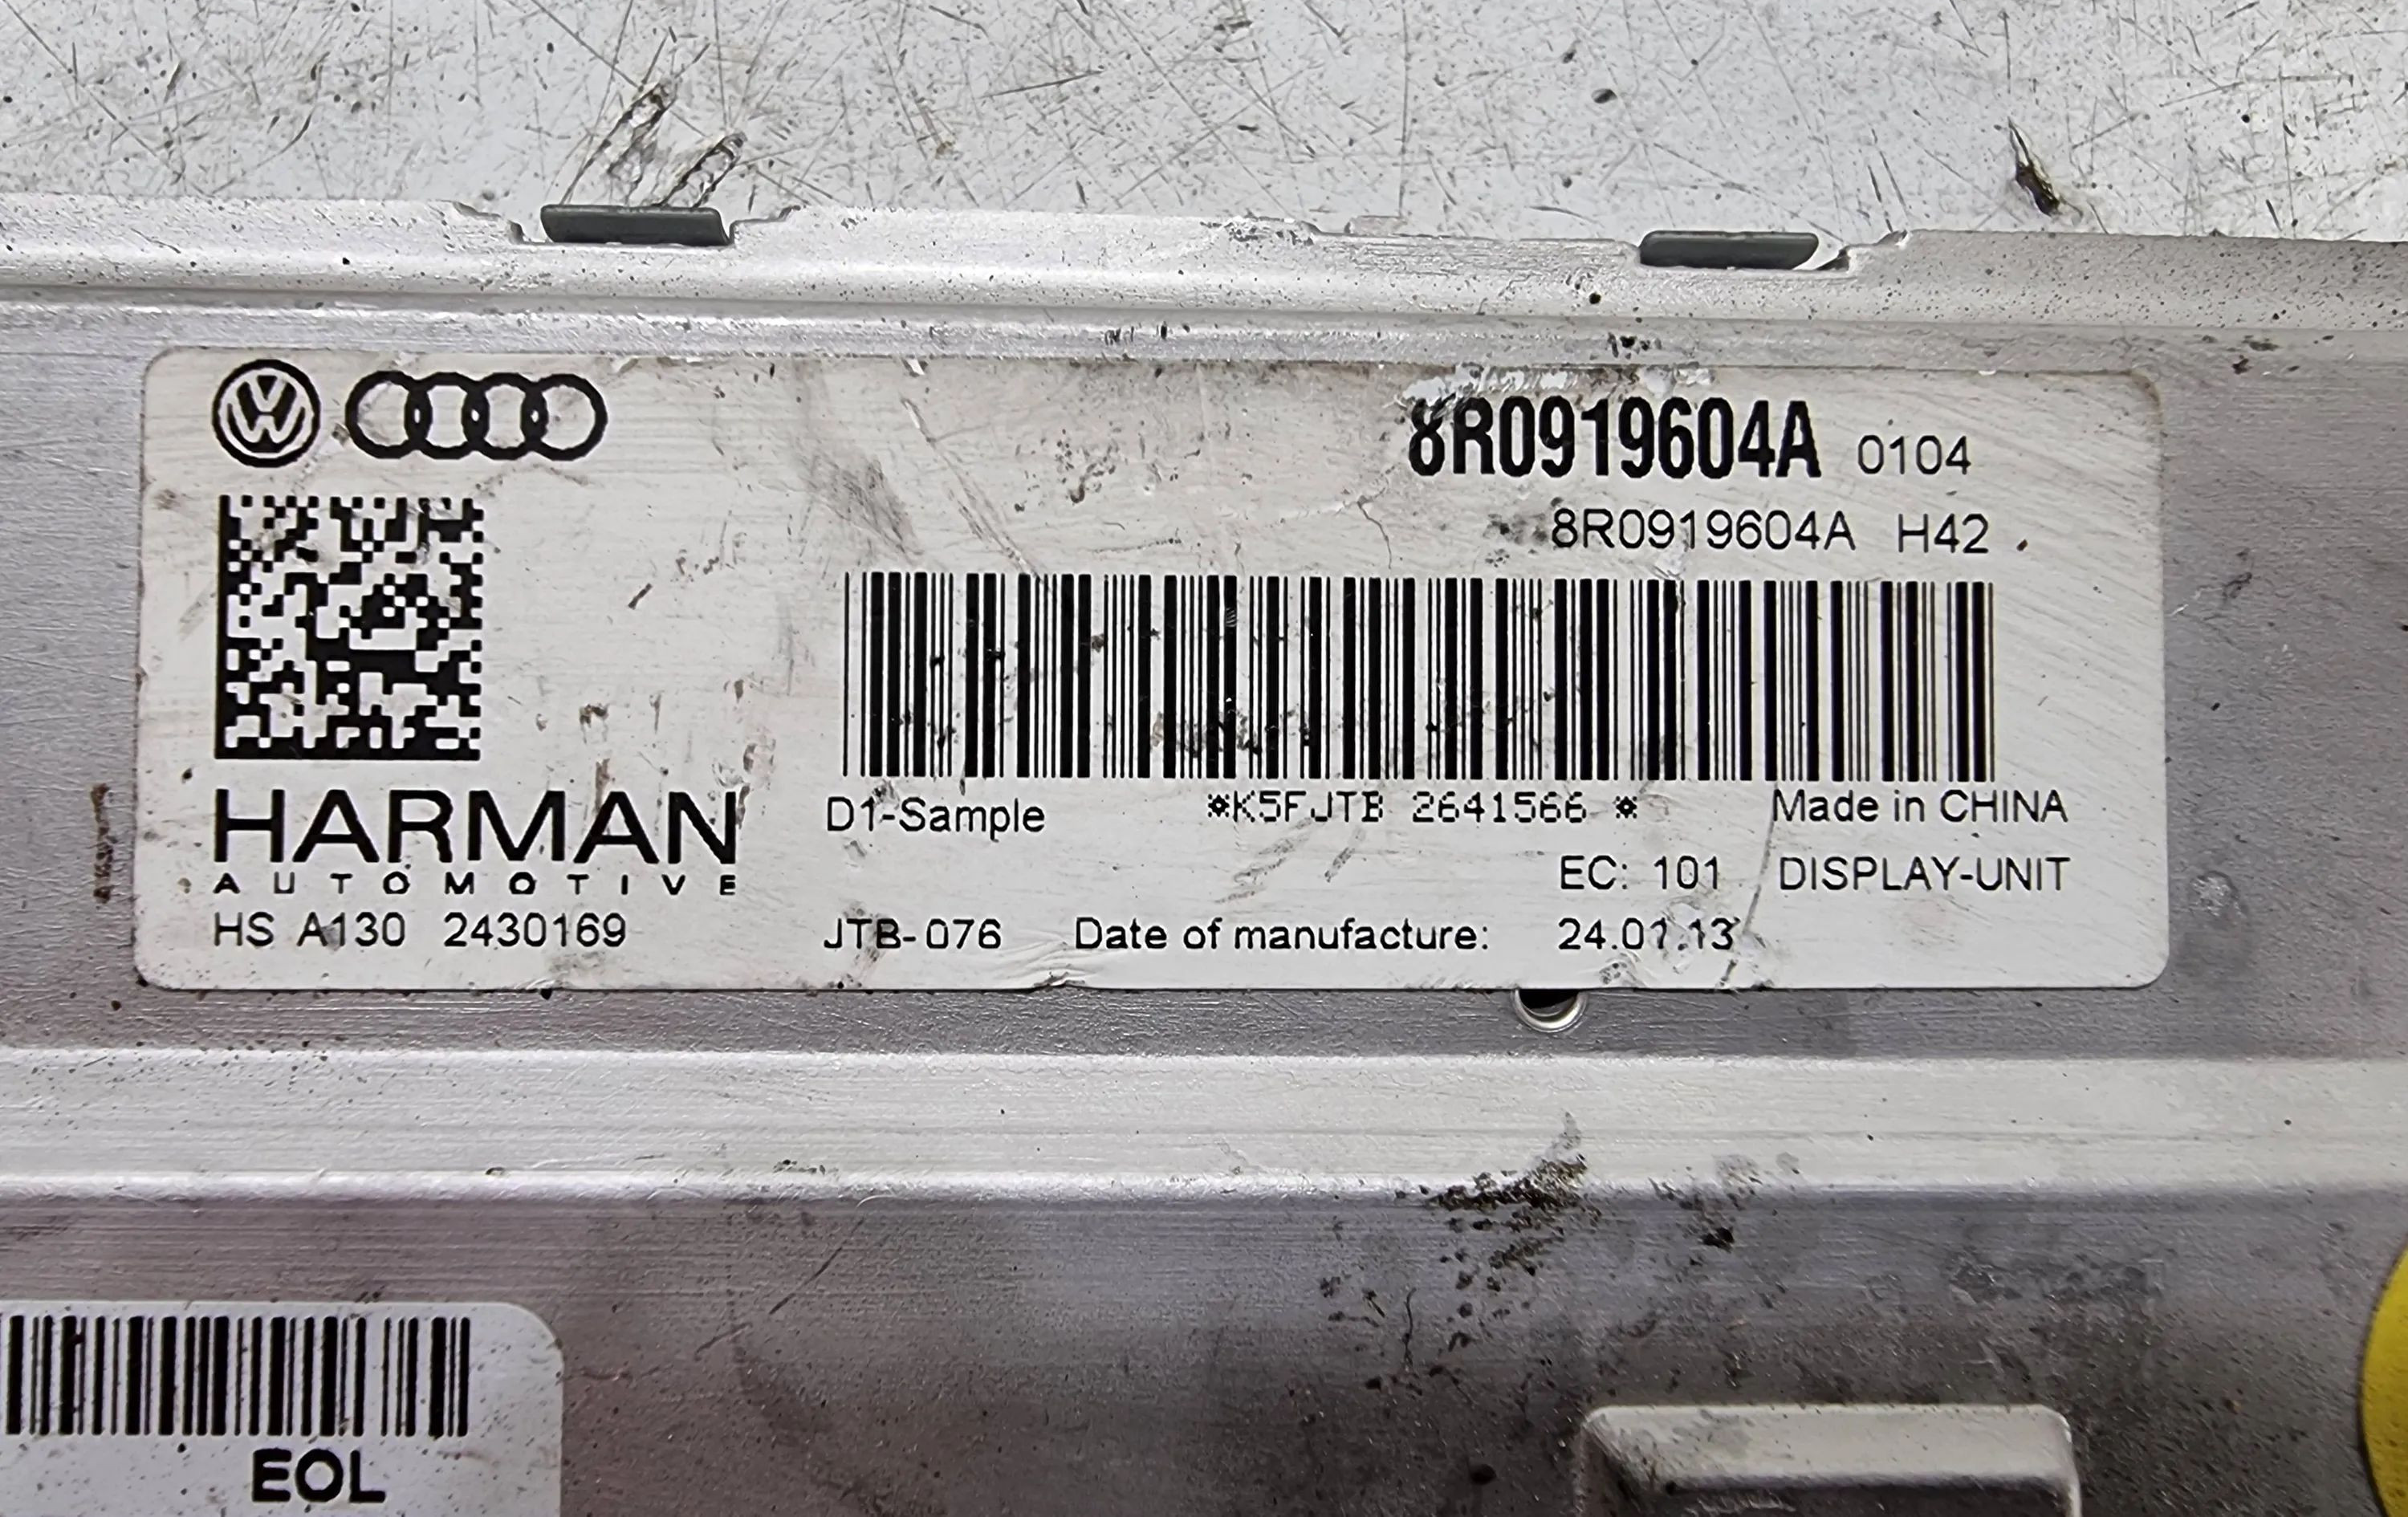 8R0919604A 0104
8R0919604A H42
D1-Sample *K5FJTB 2641566 * Made in CHINA
HARMAN
AUTOMOTIVE
EC: 101 DISPLAY-UNIT
HS A130 2430169 JTB-076 Date of manufacture: 24.01.13
EOL